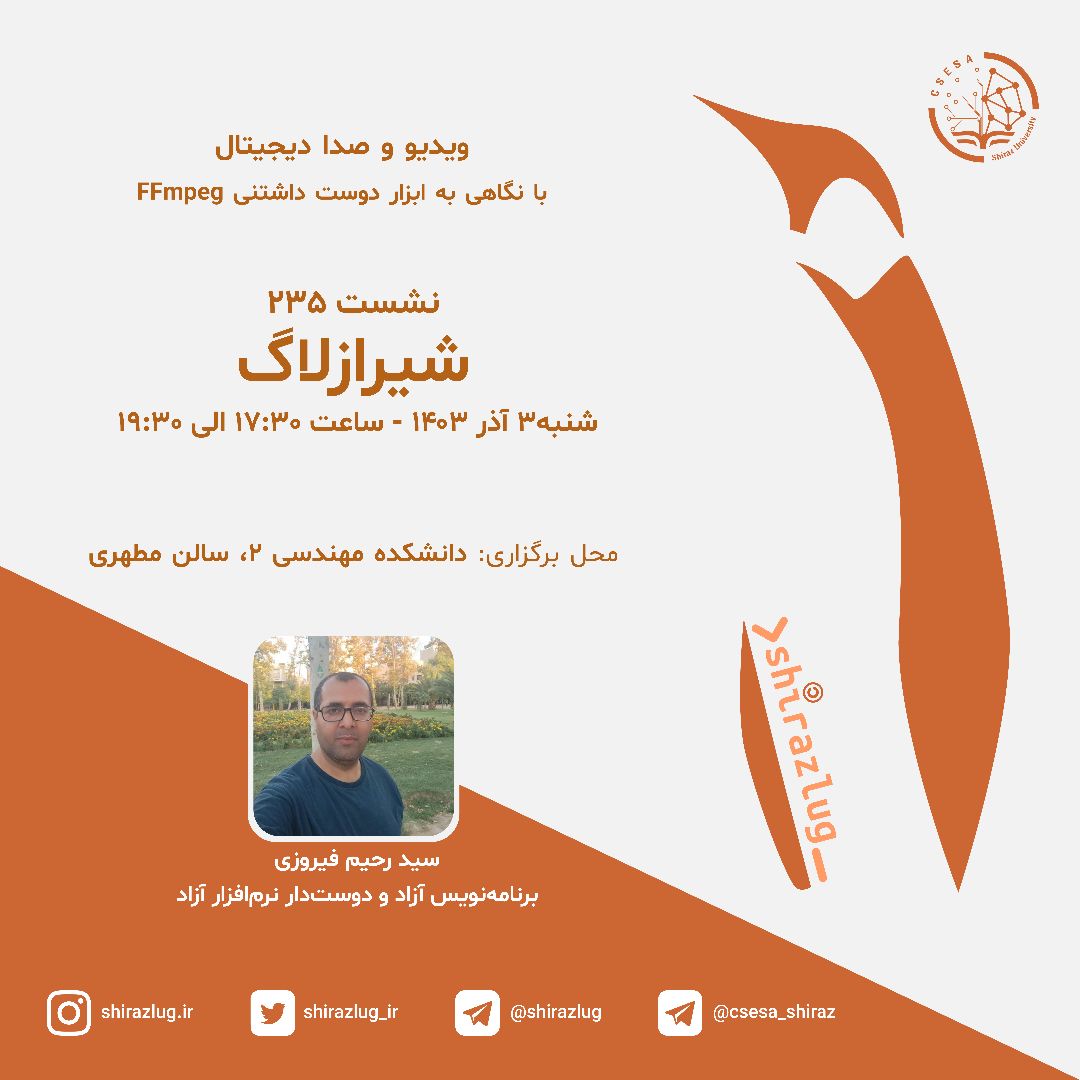 CSESA
Shiraz University
ویدیو و صدا دیجیتال
با نگاهی به ابزار دوست داشتنی FFmpeg
نشست ۲۳۵
شیرازلاگ
شنبه۳ آذر ۱۴۰۳ - ساعت ۱۷:۳۰ الی ۱۹:۳۰
محل برگزاری: دانشکده مهندسی ۲، سالن مطهری
>shirazlug_
©
سید رحیم فیروزی
برنامه‌نویس آزاد و دوست‌دار نرم‌افزار آزاد
shirazlug.ir
shirazlug_ir
@shirazlug
@csesa_shiraz